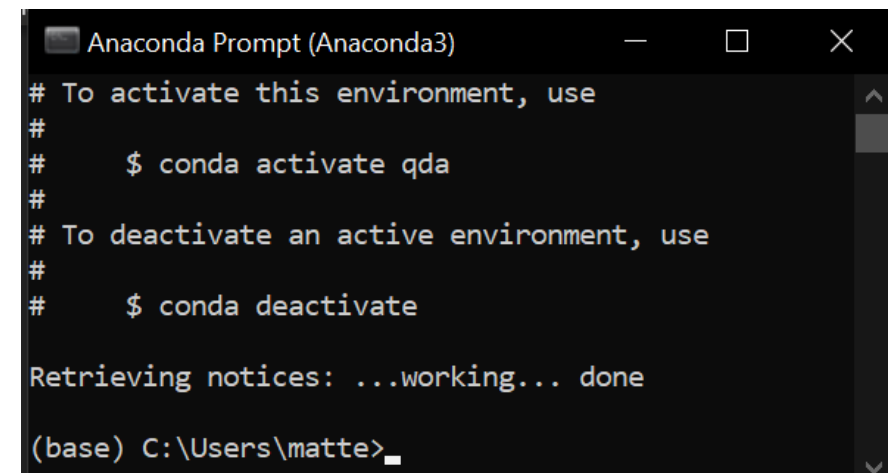 Anaconda Prompt (Anaconda3)
# To activate this environment, use
#
#     $ conda activate qda
#
# To deactivate an active environment, use
#
#     $ conda deactivate
Retrieving notices: ...working... done
(base) C:\Users\matte>